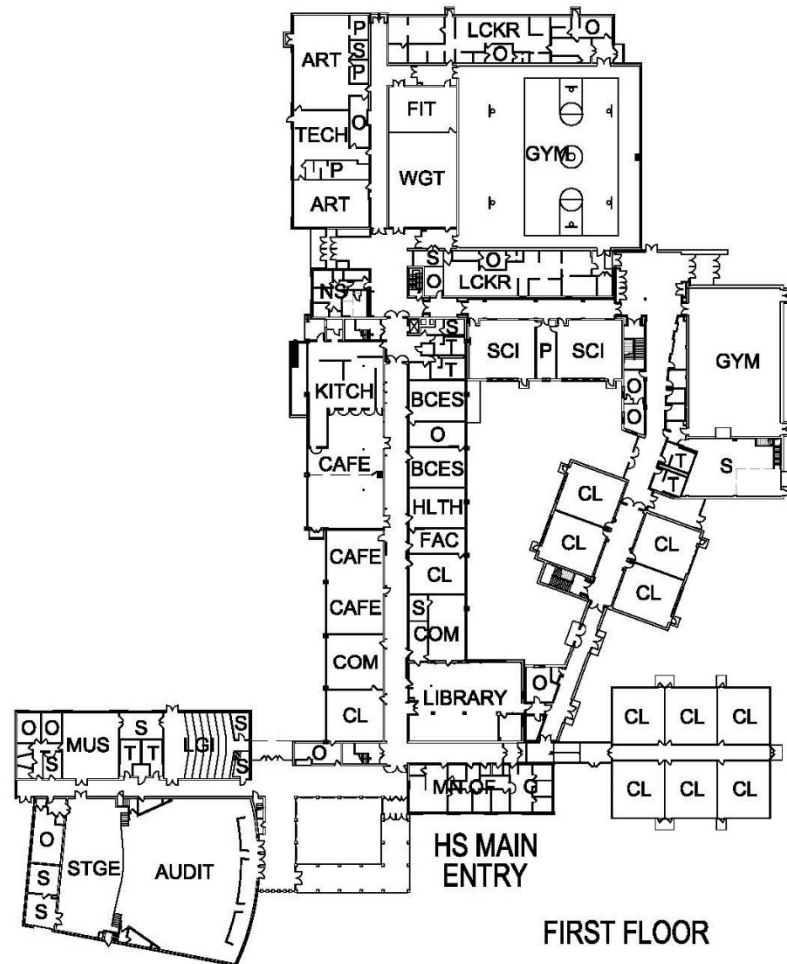 P
LCKR
O
ART
S
O
P
FIT
O
TECH
GYM
P
WGT
ART
S
O
O
LCKR
NS
S
T
SCI
P
SCI
T
GYM
KITCH
BCES
O
O
O
CAFE
BCES
T
S
T
CL
HLTH
CL
FAC
CL
CAFE
CL
CL
CAFE
S
COM
COM
O
LIBRARY
CL
CL
CL
CL
O
O
S
S
MUS
T
T
LGI
S
S
O
MN OF
CL
CL
CL
O
STGE
AUDIT
S
S
HS MAIN
ENTRY
FIRST FLOOR